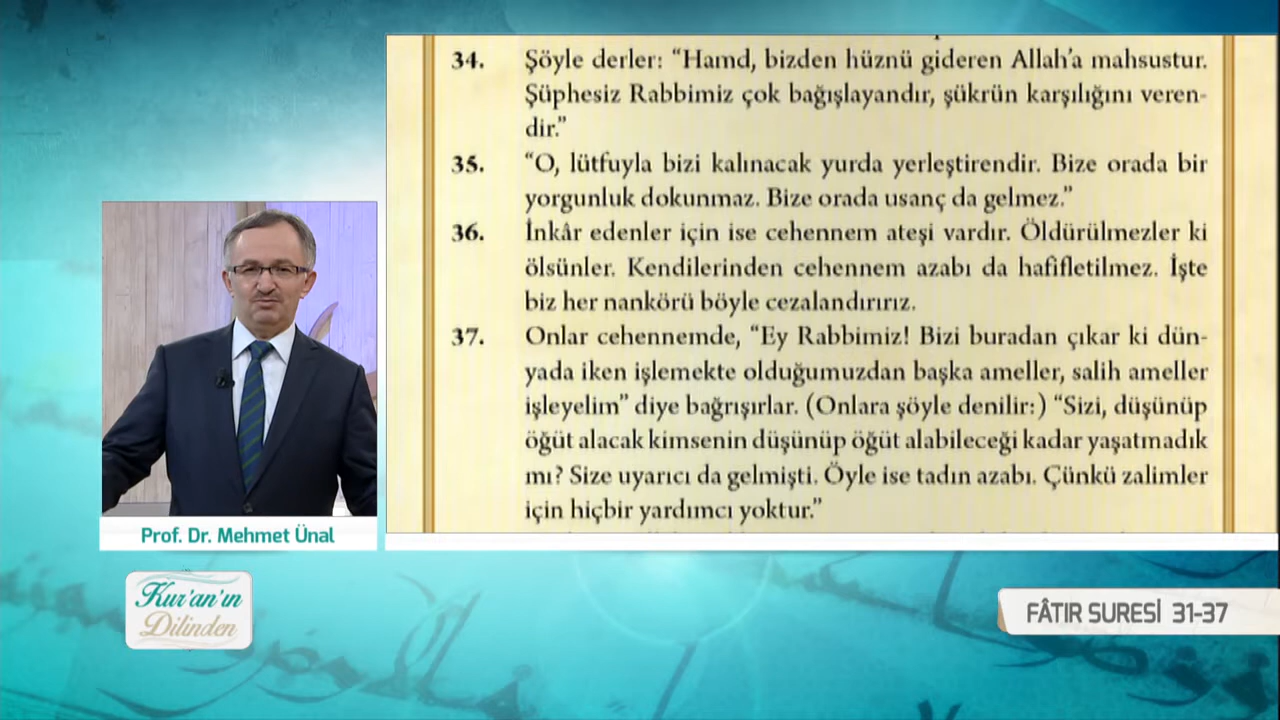 34. Şöyle derler: “Hamd, bizden hüznü gideren Allah’a mahsustur.
Şüphesiz Rabbimiz çok bağışlayandır, şükrün karşılığını veren-
dir.”
35. “O, lütfuyla bizi kalınacak yurda yerleştirendir. Bize orada bir
yorgunluk dokunmaz. Bize orada usanç da gelmez.”
36. İnkâr edenler için ise cehennem ateşi vardır. Öldürülmezler ki
ölsünler. Kendilerinden cehennem azabı da hafifletilmez. İşte
biz her nankörü böyle cezalandırırız.
37. Onlar cehennemde, “Ey Rabbimiz! Bizi buradan çıkar ki dün-
yada iken işlemekte olduğumuzdan başka ameller, salih ameller
işleyelim” diye bağrışırlar. (Onlara şöyle denilir:) “Sizi, düşünüp
öğüt alacak kimsenin düşünüp öğüt alabileceği kadar yaşatmadık
mı? Size uyarıcı da gelmişti. Öyle ise tadın azabı. Çünkü zalimler
için hiçbir yardımcı yoktur.”
Prof. Dr. Mehmet Ünal
Kur'an'ın
Dilinden
FÂTIR SURESİ 31-37